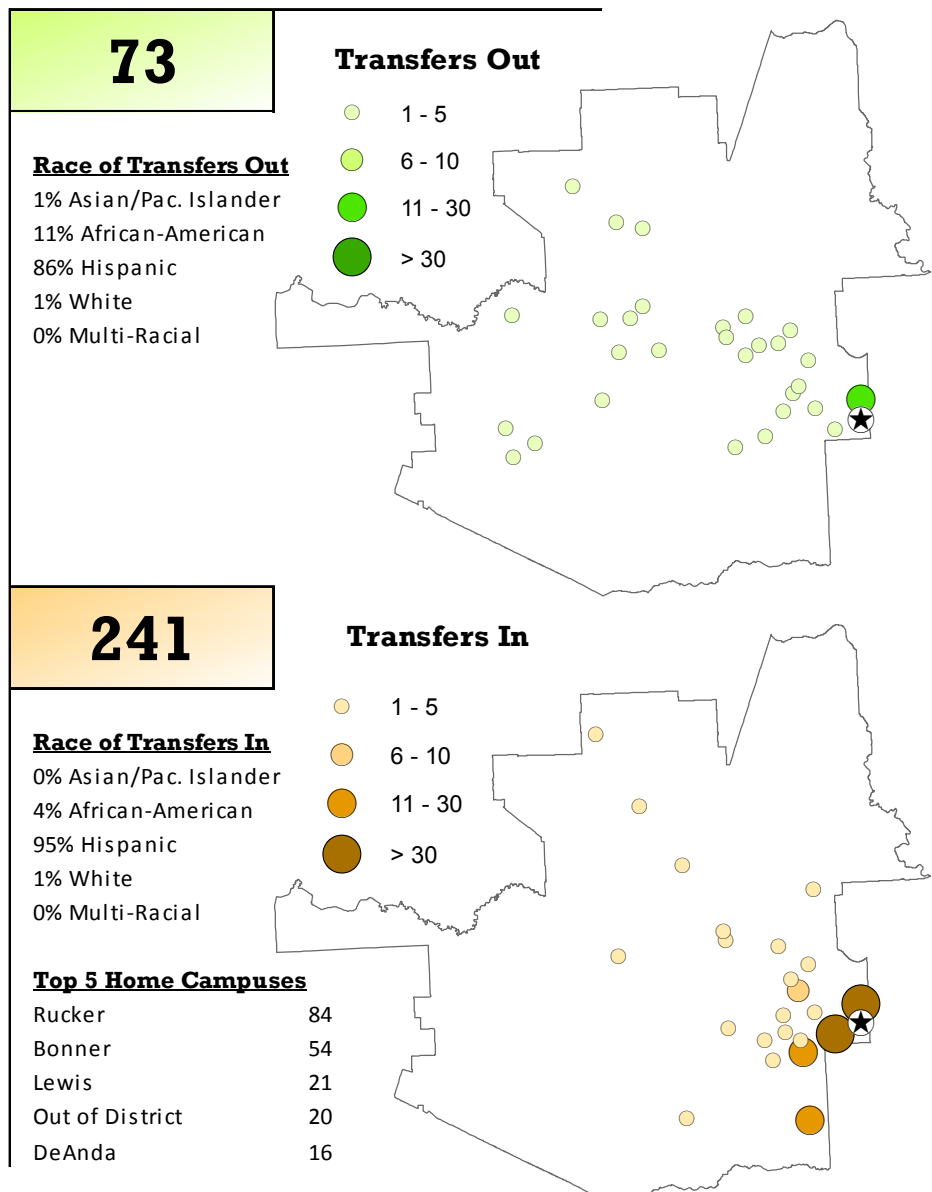 73
Transfers Out
1 - 5
6 - 10
11 - 30
> 30
Race of Transfers Out
1% Asian/Pac. Islander
11% African-American
86% Hispanic
1% White
0% Multi-Racial
241
Transfers In
1 - 5
6 - 10
11 - 30
> 30
Race of Transfers In
0% Asian/Pac. Islander
4% African-American
95% Hispanic
1% White
0% Multi-Racial
Top 5 Home Campuses
Rucker 84
Bonner 54
Lewis 21
Out of District 20
DeAnda 16